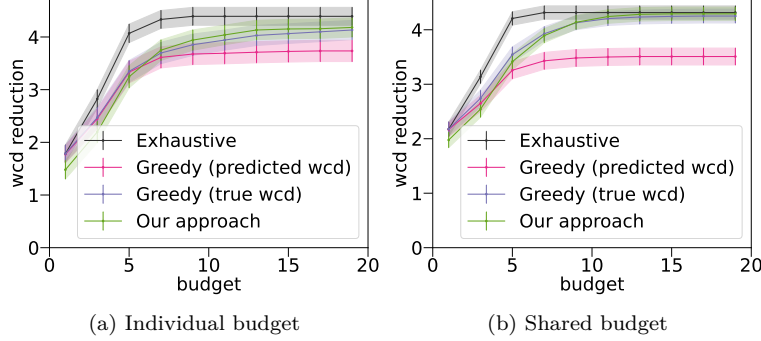 4
3
2
1
0
wcd reduction
Exhaustive
Greedy (predicted wcd)
Greedy (true wcd)
Our approach
0 5 10 15 20
budget
(a) Individual budget
4
3
2
1
0
wcd reduction
Exhaustive
Greedy (predicted wcd)
Greedy (true wcd)
Our approach
0 5 10 15 20
budget
(b) Shared budget